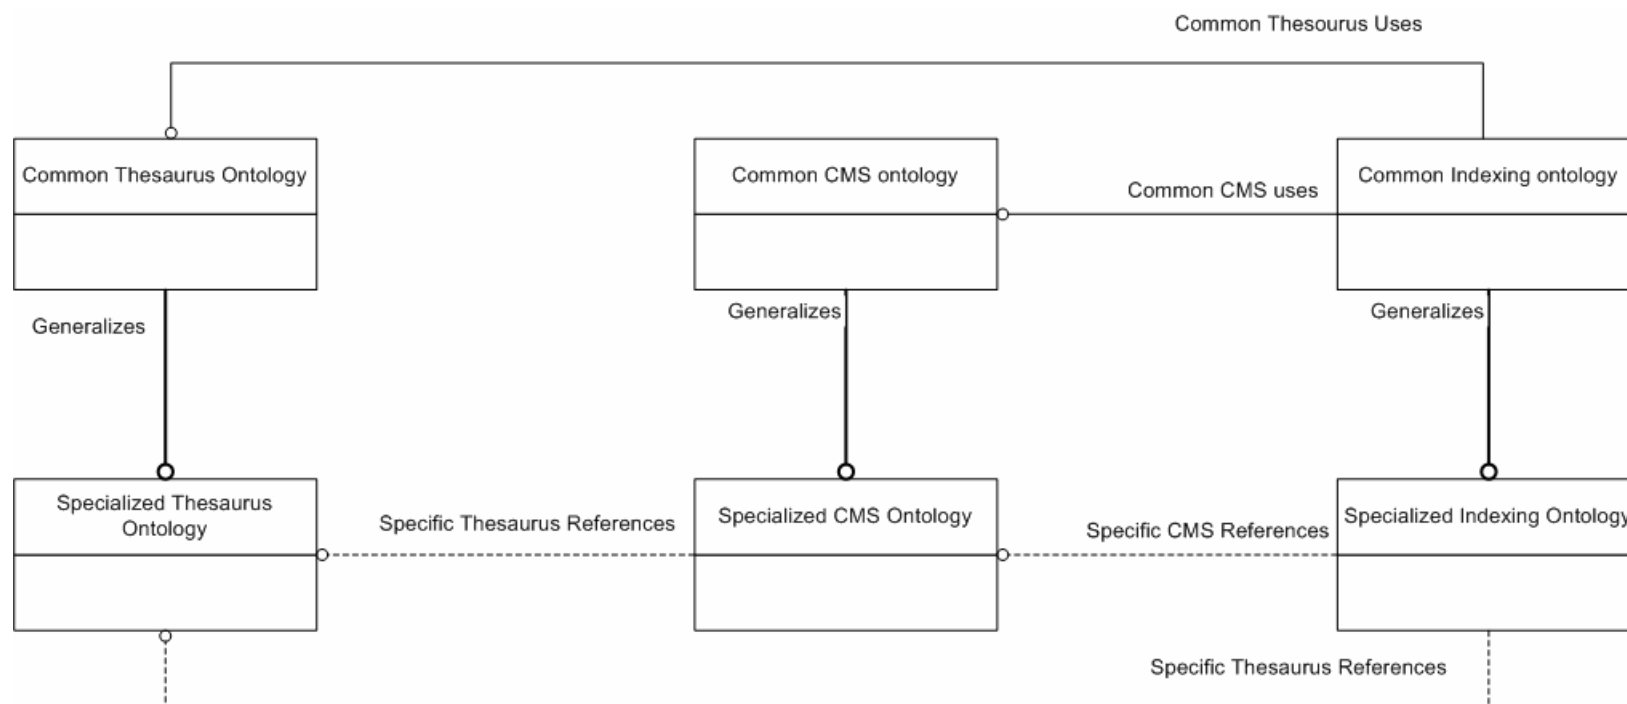 Common Thesourus Uses
Common Thesaurus Ontology
Common CMS ontology
Common CMS uses
Common Indexing ontology
Generalizes
Generalizes
Generalizes
Specialized Thesaurus
Ontology
Specific Thesaurus References
Specialized CMS Ontology
Specific CMS References
Specialized Indexing Ontology
Specific Thesaurus References